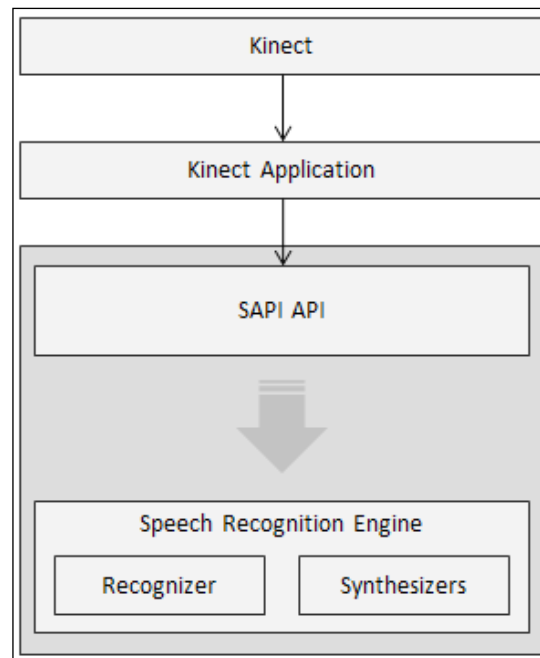 Kinect
Kinect Application
SAPI API
Speech Recognition Engine
Recognizer
Synthesizers